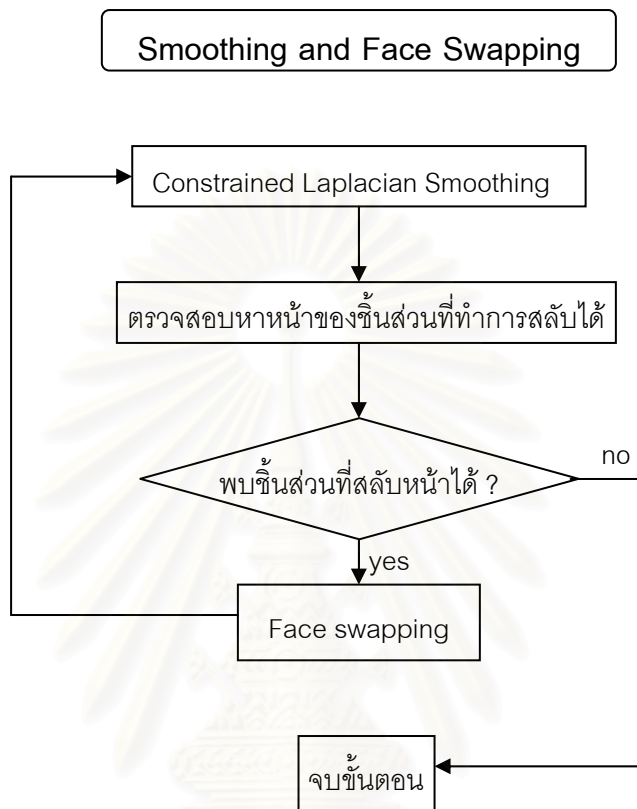 Smoothing and Face Swapping
Constrained Laplacian Smoothing
ตรวจสอบหาหน้าของชิ้นส่วนที่ทำการสลับได้
พบชิ้นส่วนที่สลับหน้าได้ ?
no
yes
Face swapping
จบขั้นตอน